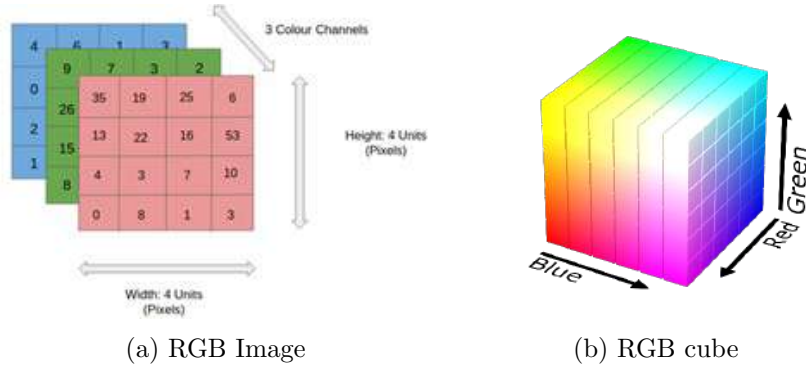 3 Colour Channels
4 6 1 3
9 7 3 2
35 19 25 6
0 26
13 22 16 53
2 15
4 3 7 10
1 8
0 8 1 3
Height: 4 Units
(Pixels)
Width: 4 Units
(Pixels)
(a) RGB Image
Blue
Red
Green
(b) RGB cube